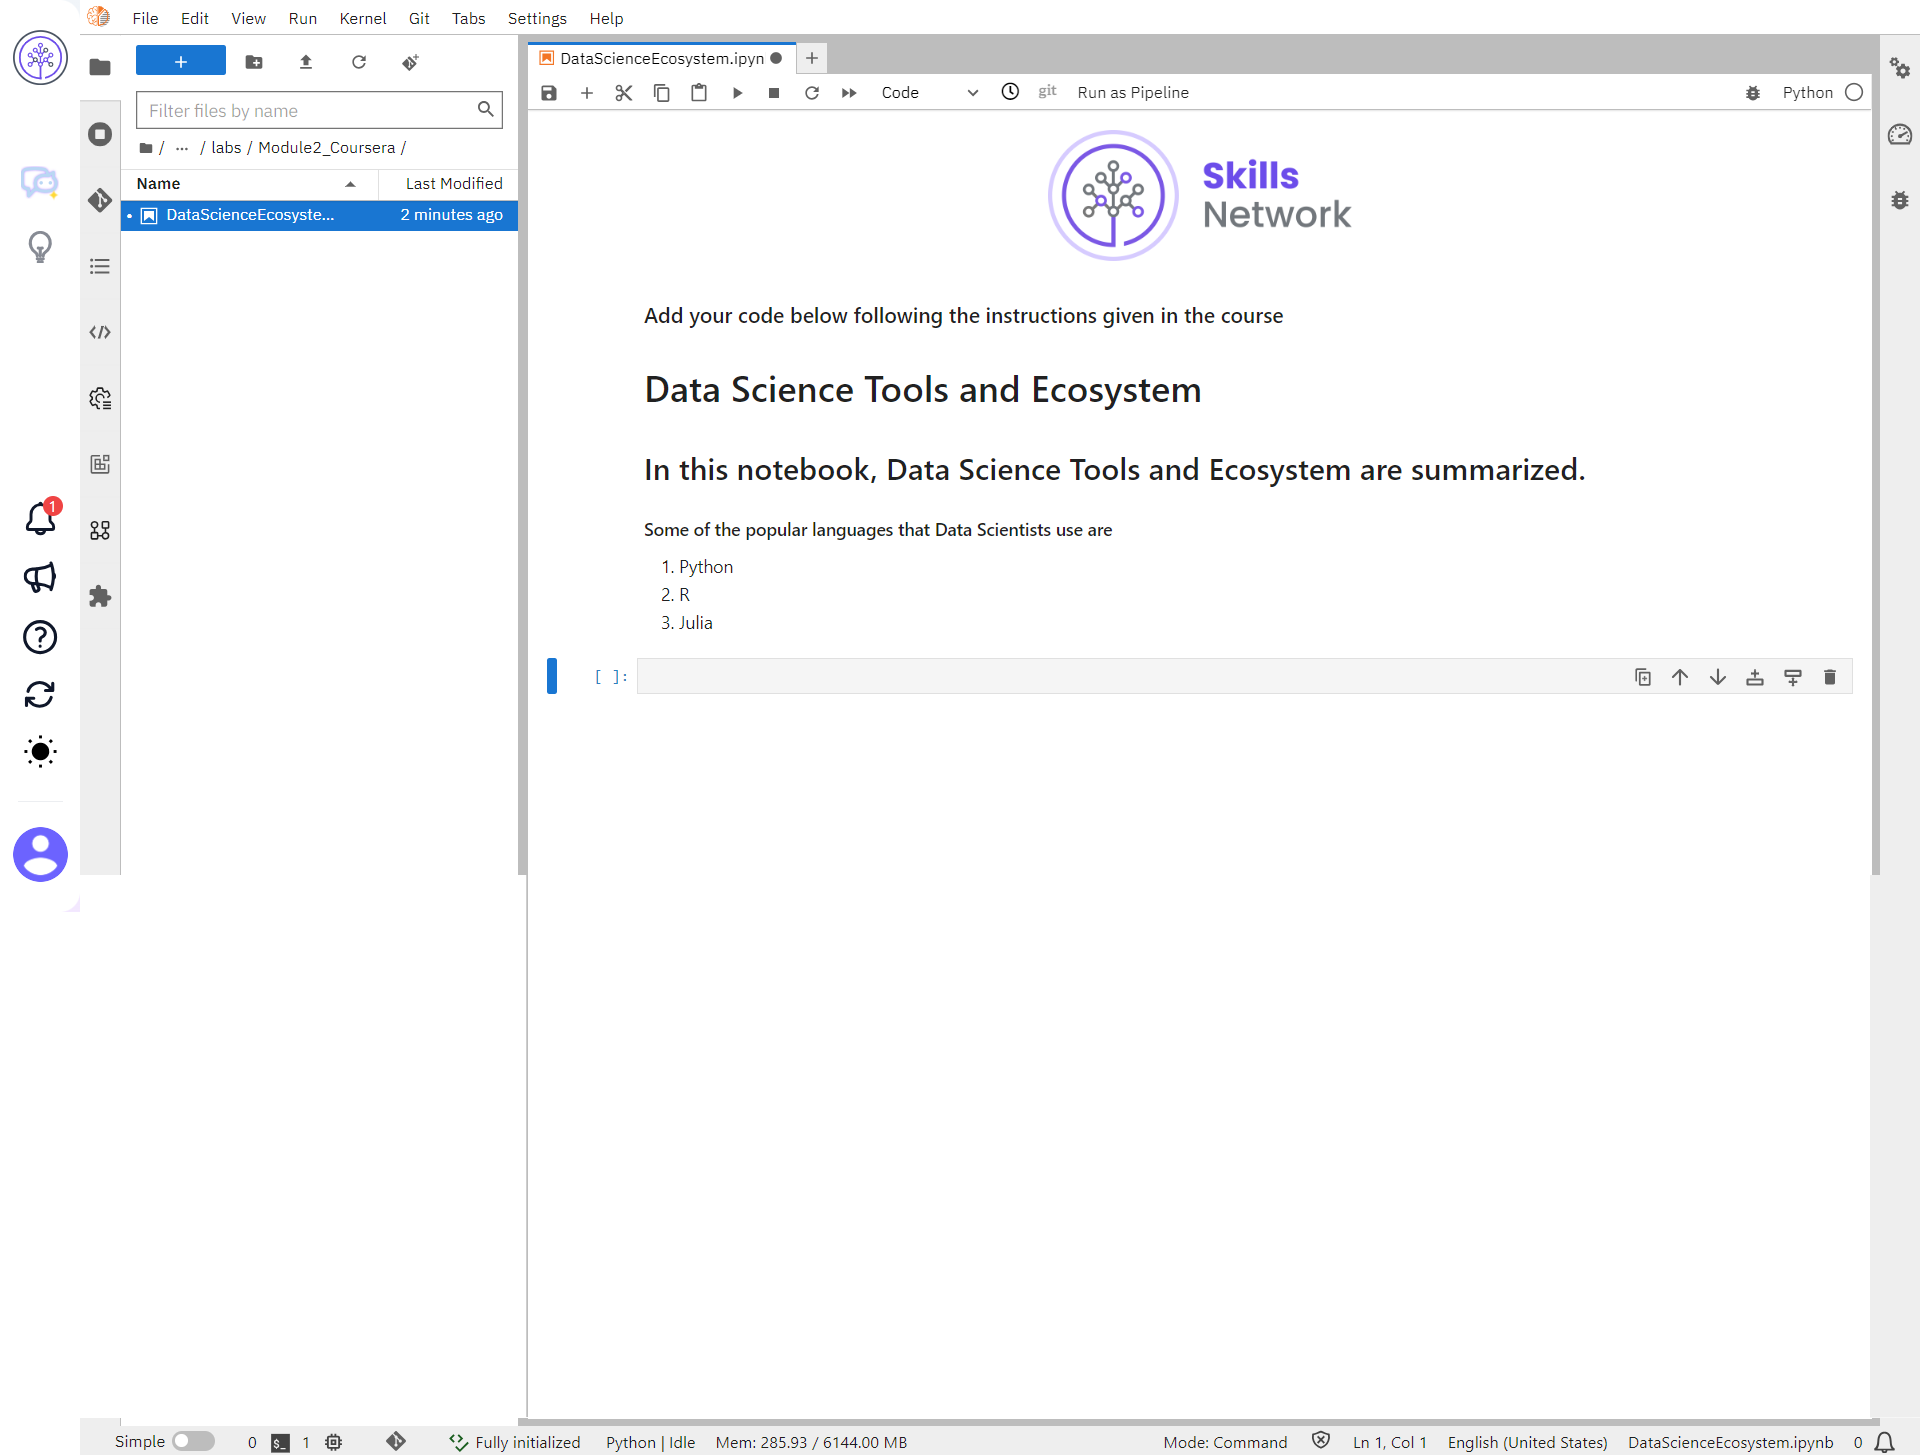 File Edit View Run Kernel Git Tabs Settings Help
DataScienceEcosystem.ipyn
Code
git
Run as Pipeline
Python
Filter files by name
/ ... / labs / Module2_Coursera /
Name
Last Modified
DataScienceEcosyste...
2 minutes ago
Skills
Network
Add your code below following the instructions given in the course
Data Science Tools and Ecosystem
In this notebook, Data Science Tools and Ecosystem are summarized.
Some of the popular languages that Data Scientists use are
1. Python
2. R
3. Julia
[ ]:
1
Simple
0
$_
1
Fully initialized
Python | Idle
Mem: 285.93 / 6144.00 MB
Mode: Command
Ln 1, Col 1
English (United States)
DataScienceEcosystem.ipynb
0